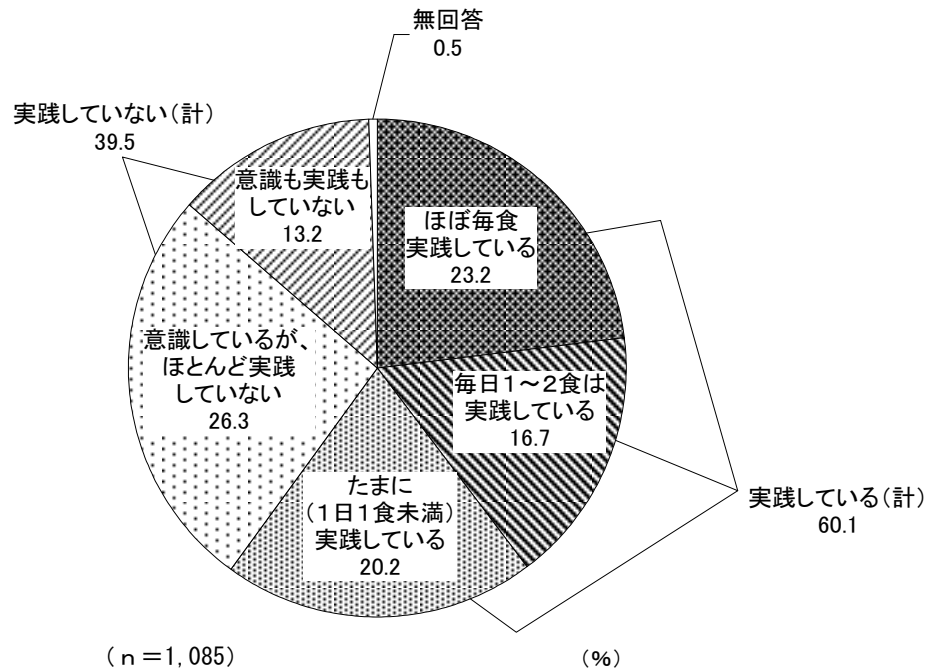 無回答
0.5
実践していない(計)
39.5
意識も実践も
していない
13.2
ほぼ毎食
実践している
23.2
意識しているが、
ほとんど実践
していない
26.3
毎日1～2食は
実践している
16.7
たまに
(1日1食未満)
実践している
20.2
実践している(計)
60.1
(n=1,085)
(%)